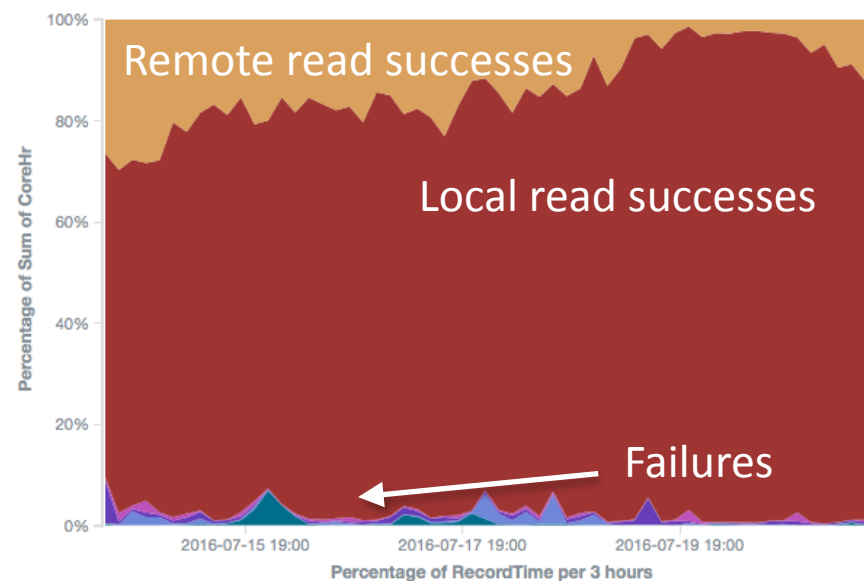 100%
80%
60%
40%
20%
0%
Percentage of Sum of CoreHr
Remote read successes
Local read successes
Failures
2016-07-15 19:00
2016-07-17 19:00
2016-07-19 19:00
Percentage of RecordTime per 3 hours